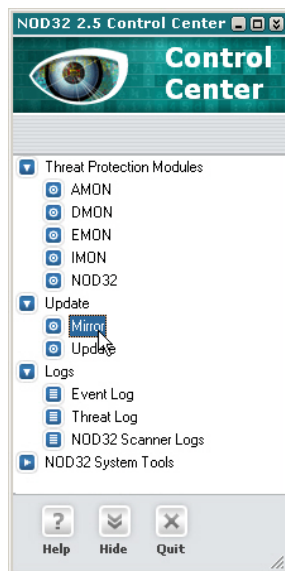 NOD32 2.5 Control Center
Control
Center
Threat Protection Modules
AMON
DMON
EMON
IMON
NOD32
Update
Mirror
Update
Logs
Event Log
Threat Log
NOD32 Scanner Logs
NOD32 System Tools
Help Hide Quit